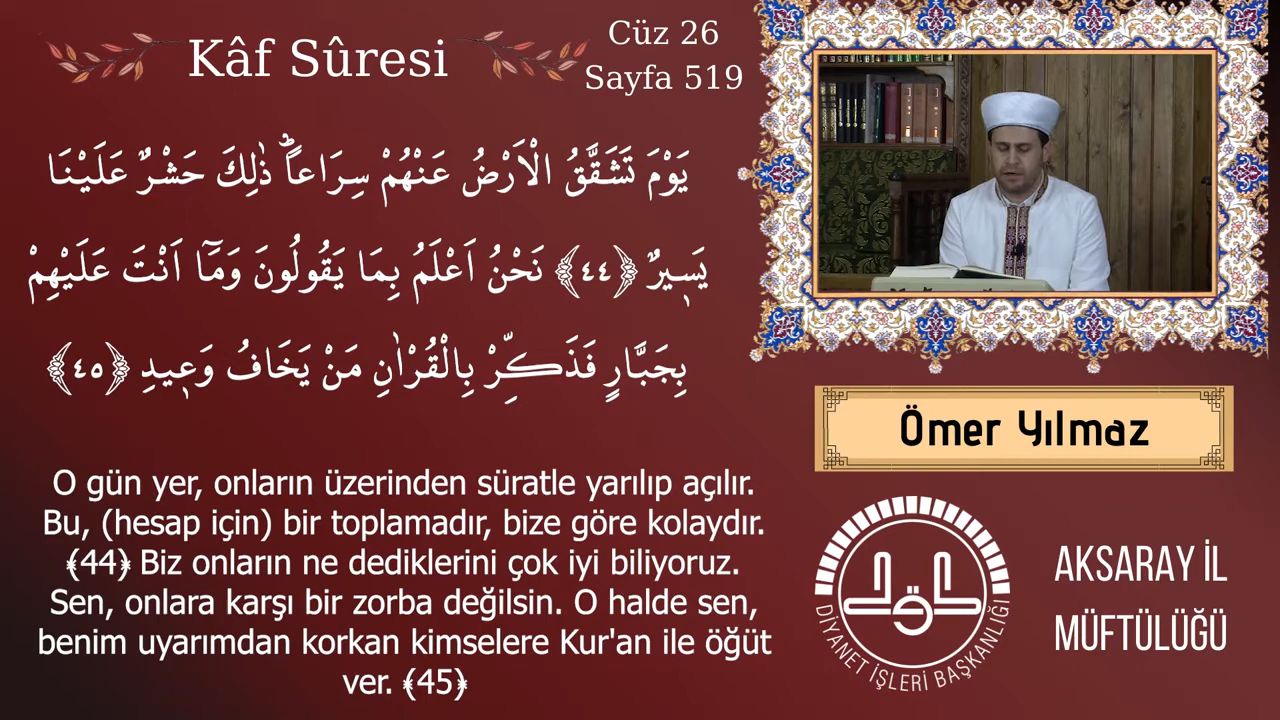 Kâf Sûresi
Cüz 26
Sayfa 519
يَوْمَ تَشَقَّقُ الْاَرْضُ عَنْهُمْ سِرَاعاًۜ ذٰلِكَ حَشْرٌ عَلَيْنَا
يَس۪يرٌ ﴿٤٤﴾ نَحْنُ اَعْلَمُ بِمَا يَقُولُونَ وَمَٓا اَنْتَ عَلَيْهِمْ
بِجَبَّارٍ فَذَكِّرْ بِالْقُرْاٰنِ مَنْ يَخَافُ وَع۪يدِ ﴿٤٥﴾
O gün yer, onların üzerinden süratle yarılıp açılır.
Bu, (hesap için) bir toplamadır, bize göre kolaydır.
﴾44﴿ Biz onların ne dediklerini çok iyi biliyoruz.
Sen, onlara karşı bir zorba değilsin. O halde sen,
benim uyarımdan korkan kimselere Kur'an ile öğüt
ver. ﴾45﴿
Ömer Yılmaz
DİYANET İŞLERİ BAŞKANLIĞI
AKSARAY İL
MÜFTÜLÜĞÜ